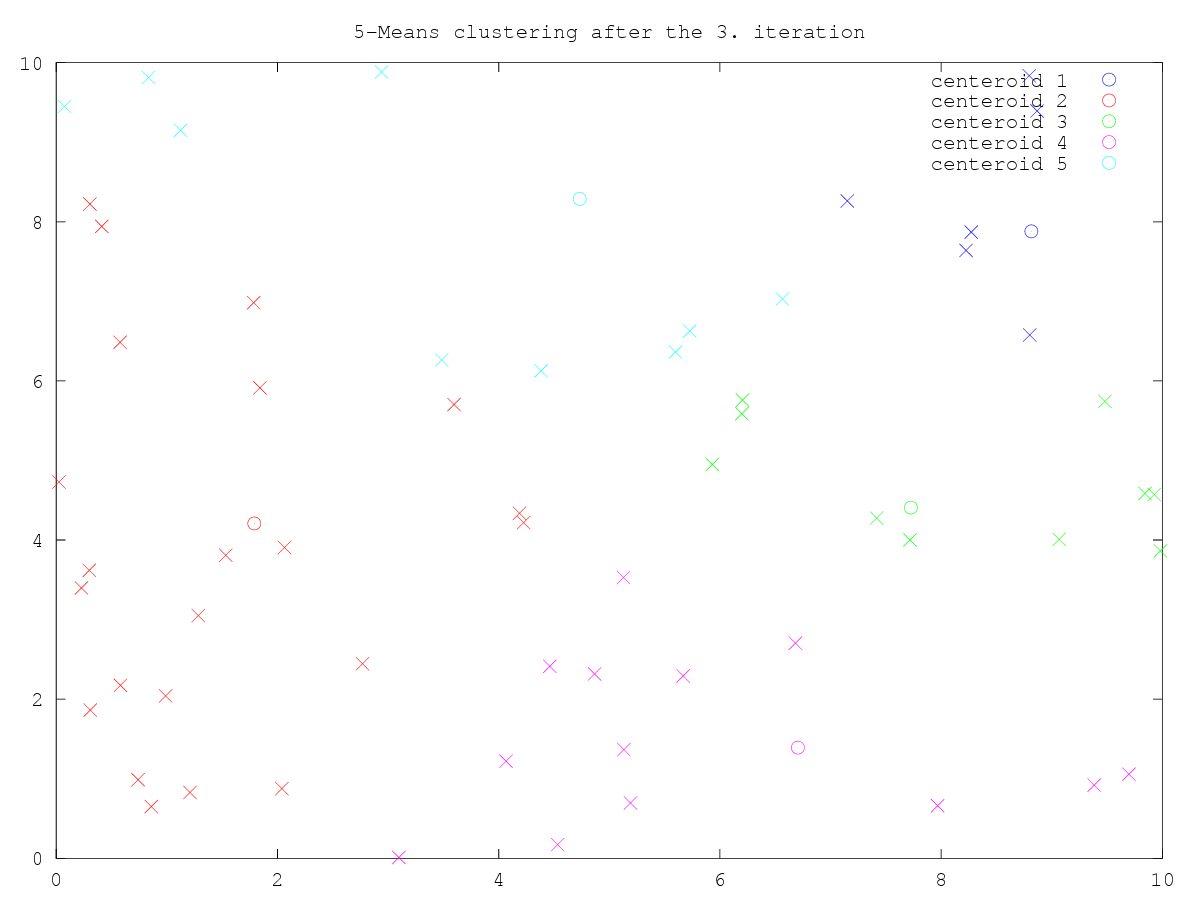 5-Means clustering after the 3. iteration
10
centeroid 1
centeroid 2
centeroid 3
centeroid 4
centeroid 5
8
6
4
2
0
0 2 4 6 8 10